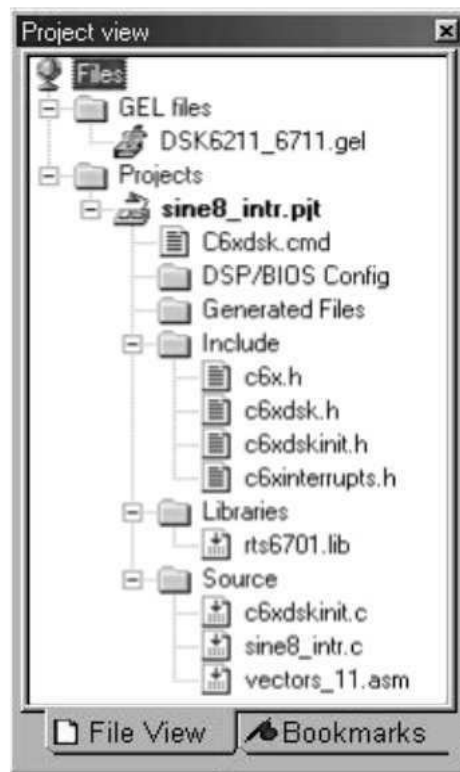 Project view
Files
GEL files
DSK6211_6711.gel
Projects
sine8_intr.pjt
C6xdsk.cmd
DSP/BIOS Config
Generated Files
Include
c6x.h
c6xdsk.h
c6xdskinit.h
c6xinterrupts.h
Libraries
rts6701.lib
Source
c6xdskinit.c
sine8_intr.c
vectors_11.asm
File View Bookmarks